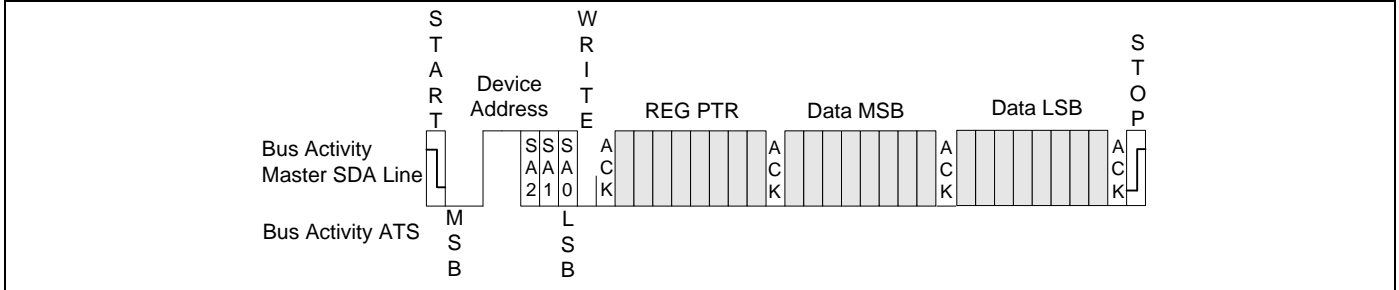 START
WRITE
STOP
Device
Address
REG PTR
Data MSB
Data LSB
Bus Activity
Master SDA Line
SA2
SA1
SA0
ACK
ACK
ACK
ACK
Bus Activity ATS
MSB
LSB